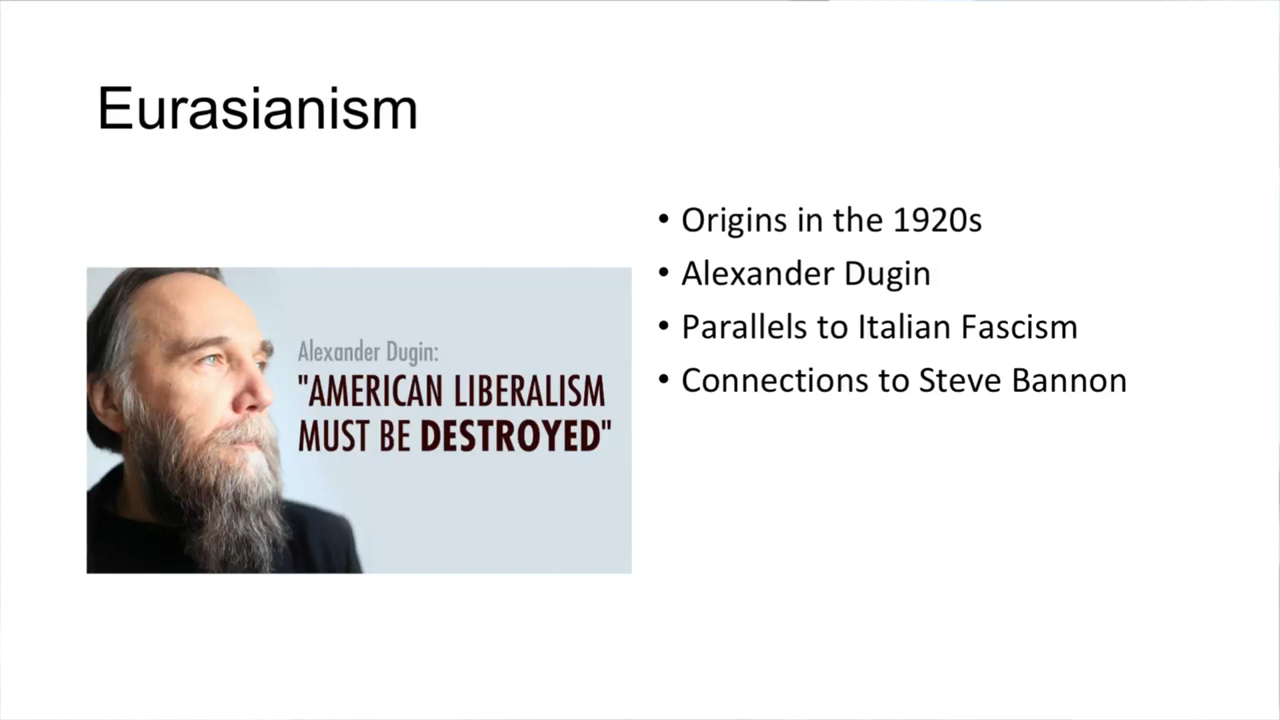 Eurasianism
Alexander Dugin:
"AMERICAN LIBERALISM
MUST BE DESTROYED"
• Origins in the 1920s
• Alexander Dugin
• Parallels to Italian Fascism
• Connections to Steve Bannon